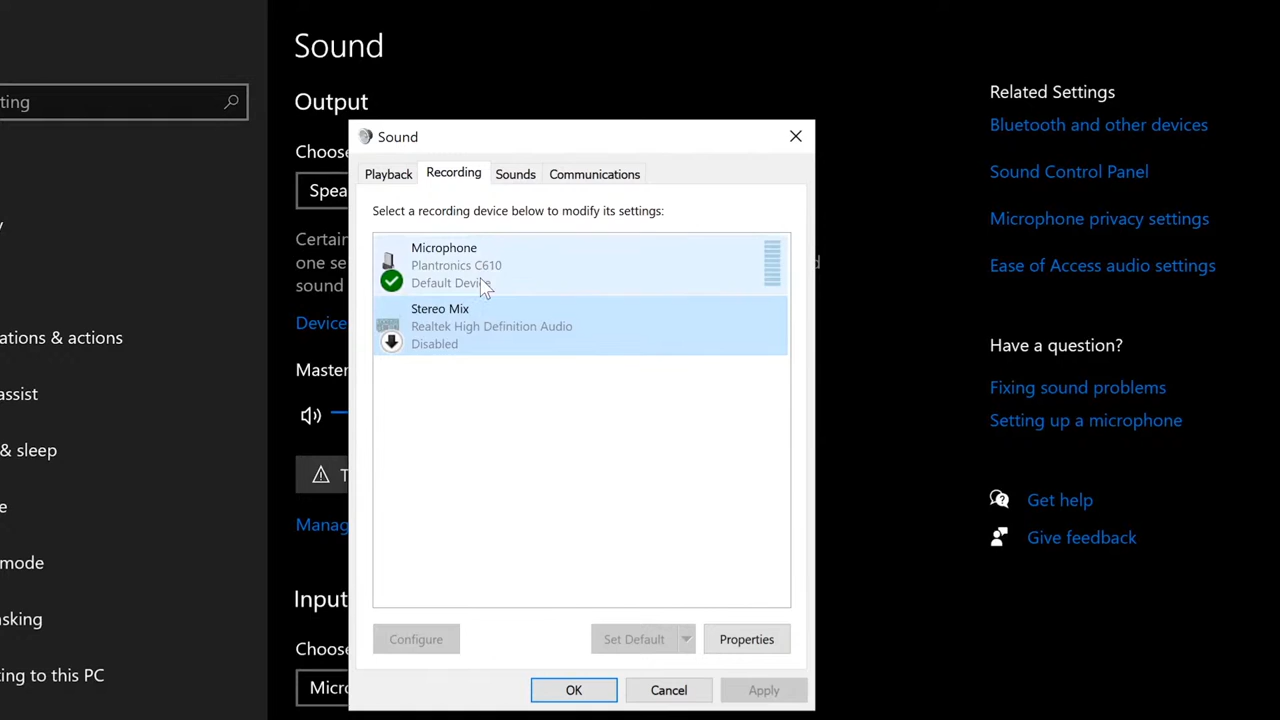 ting
ations & actions
assist
& sleep
mode
asking
ting to this PC
Sound
Output
Choose
Spea
Certain
one se
sound
Device
Master
T
Manag
Input
Choose
Micro
Sound
Playback Recording Sounds Communications
Select a recording device below to modify its settings:
Microphone
Plantronics C610
Default Device
Stereo Mix
Realtek High Definition Audio
Disabled
Configure Set Default Properties
OK Cancel Apply
Related Settings
Bluetooth and other devices
Sound Control Panel
Microphone privacy settings
Ease of Access audio settings
Have a question?
Fixing sound problems
Setting up a microphone
Get help
Give feedback